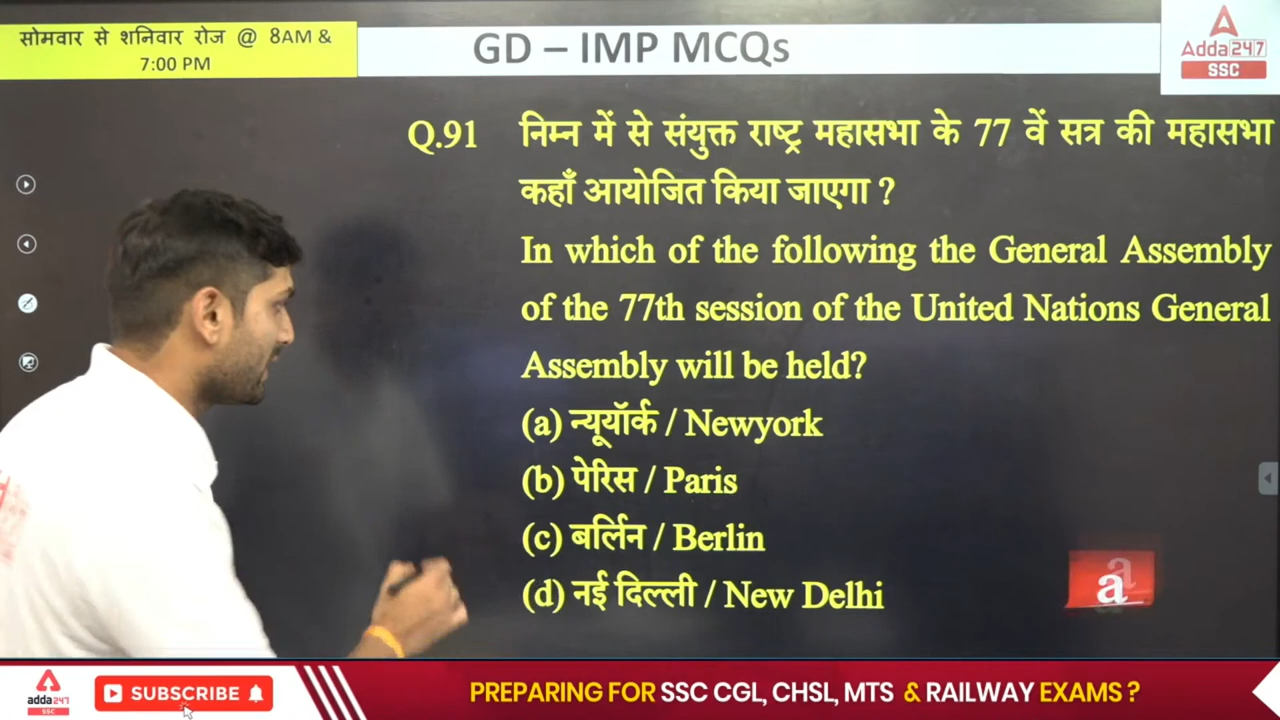 सोमवार से शनिवार रोज @ 8AM &
7:00 PM
GD – IMP MCQs
Adda247
SSC
Q.91 निम्न में से संयुक्त राष्ट्र महासभा के 77 वें सत्र की महासभा
कहाँ आयोजित किया जाएगा ?
In which of the following the General Assembly
of the 77th session of the United Nations General
Assembly will be held?
(a) न्यूयॉर्क / Newyork
(b) पेरिस / Paris
(c) बर्लिन / Berlin
(d) नई दिल्ली / New Delhi
a
adda247
SSC
SUBSCRIBE
PREPARING FOR SSC CGL, CHSL, MTS & RAILWAY EXAMS ?